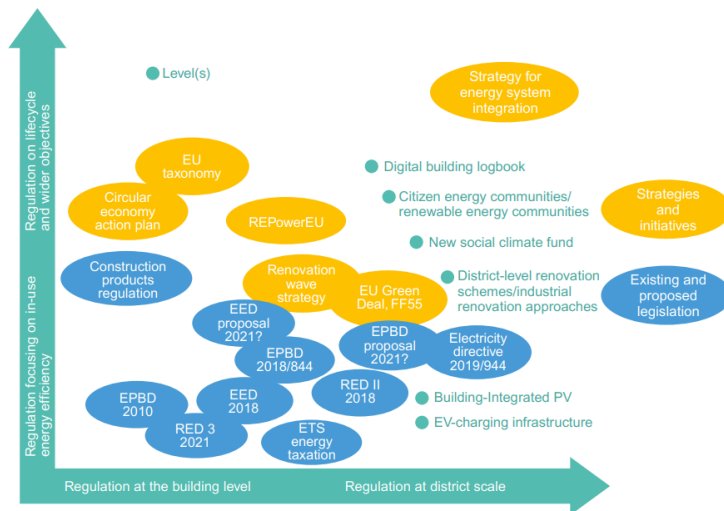 Level(s)
Strategy for
energy system
integration
Regulation on lifecycle
and wider objectives
EU
taxonomy
Digital building logbook
Circular
economy
action plan
Citizen energy communities/
renewable energy communities
Strategies
and
initiatives
REPowerEU
New social climate fund
Construction
products
regulation
Renovation
wave
strategy
EU Green
Deal, FF55
District-level renovation
schemes/industrial
renovation approaches
Existing and
proposed
legislation
Regulation focusing on in-use
energy efficiency
EED
proposal
2021?
EPBD
proposal
2021?
Electricity
directive
2019/944
EPBD
2018/844
EPBD
2010
EED
2018
RED II
2018
Building-Integrated PV
RED 3
2021
ETS
energy
taxation
EV-charging infrastructure
Regulation at the building level
Regulation at district scale